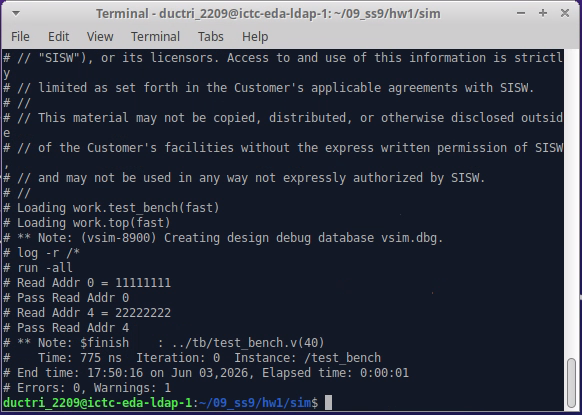 Terminal - ductri_2209@ictc-eda-ldap-1: ~/09_ss9/hw1/sim
File Edit View Terminal Tabs Help
# // "SISW"), or its licensors. Access to and use of this information is strictl
y
# // limited as set forth in the Customer's applicable agreements with SISW.
# //
# // This material may not be copied, distributed, or otherwise disclosed outsid
e
# // of the Customer's facilities without the express written permission of SISW
,
# // and may not be used in any way not expressly authorized by SISW.
# //
# Loading work.test_bench(fast)
# Loading work.top(fast)
# ** Note: (vsim-8900) Creating design debug database vsim.dbg.
# log -r /*
# run -all
# Read Addr 0 = 11111111
# Pass Read Addr 0
# Read Addr 4 = 22222222
# Pass Read Addr 4
# ** Note: $finish    : ../tb/test_bench.v(40)
#    Time: 775 ns  Iteration: 0  Instance: /test_bench
# End time: 17:50:16 on Jun 03,2026, Elapsed time: 0:00:01
# Errors: 0, Warnings: 1
ductri_2209@ictc-eda-ldap-1:~/09_ss9/hw1/sim$